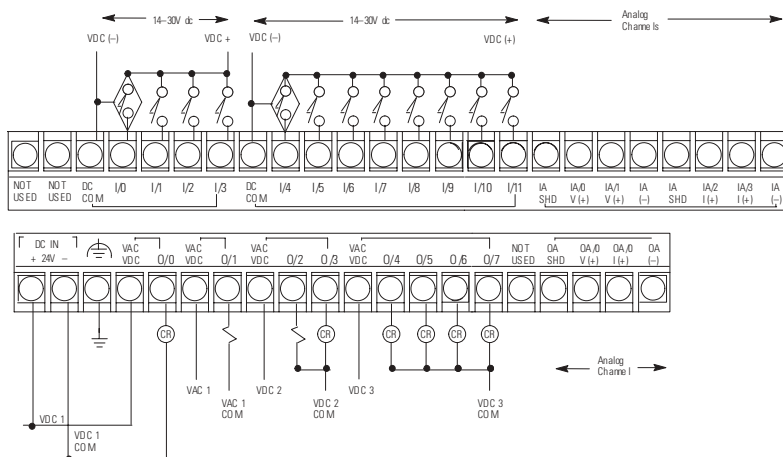 14–30V dc
14–30V dc
Analog
Channels
VDC (–)
VDC +
VDC (–)
VDC (+)
NOT
USED
NOT
USED
DC
COM
I/0
I/1
I/2
I/3
DC
COM
I/4
I/5
I/6
I/7
I/8
I/9
I/10
I/11
IA
SHD
IA/0
V (+)
IA/1
V (+)
IA
(–)
IA
SHD
IA/2
I (+)
IA/3
I (+)
IA
(–)
DC IN
+ 24V –
VAC
VDC
O/0
VAC
VDC
O/1
VAC
VDC
O/2
O/3
VAC
VDC
O/4
O/5
O/6
O/7
NOT
USED
OA
SHD
OA/0
V (+)
OA/0
I (+)
OA
(–)
CR
CR
CR
CR
CR
CR
Analog
Channel
VAC 1
VAC 1
COM
VDC 2
VDC 2
COM
VDC 3
VDC 3
COM
VDC 1
VDC 1
COM